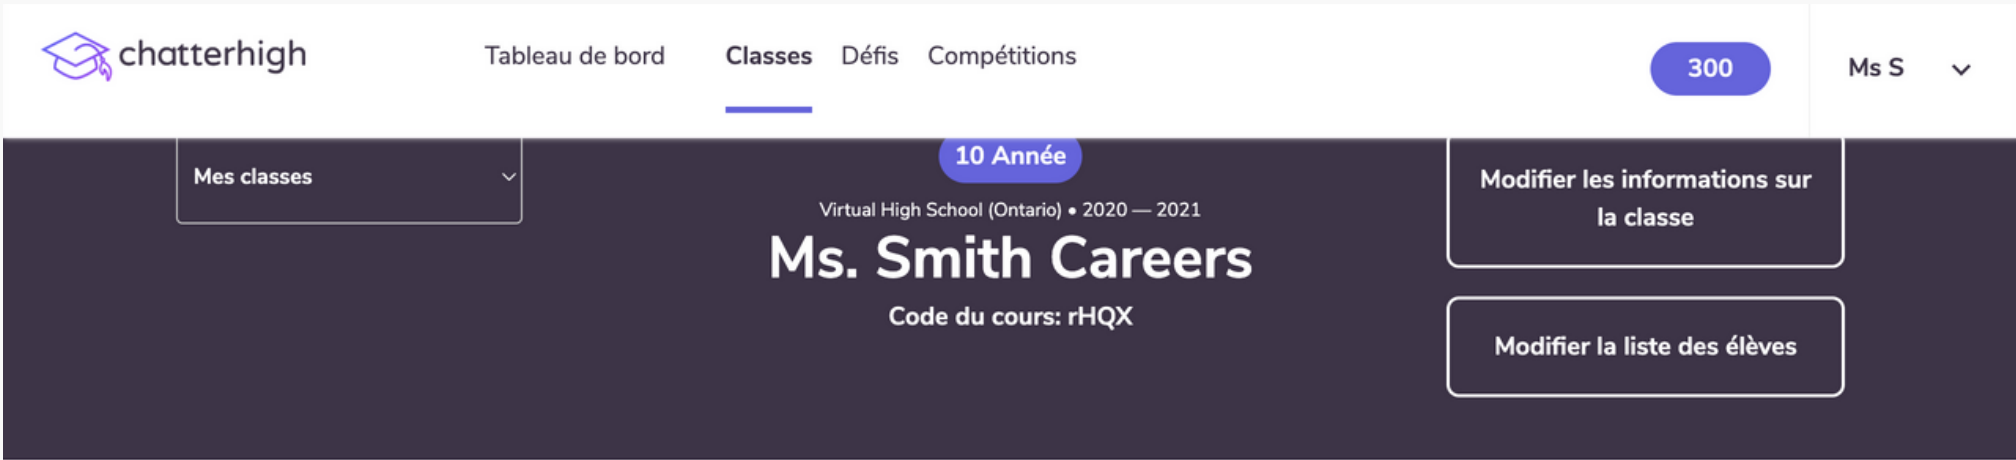 chatterhigh
Tableau de bord
Classes
Défis
Compétitions
300
Ms S
Mes classes
10 Année
Virtual High School (Ontario) • 2020 — 2021
Ms. Smith Careers
Code du cours: rHQX
Modifier les informations sur
la classe
Modifier la liste des élèves